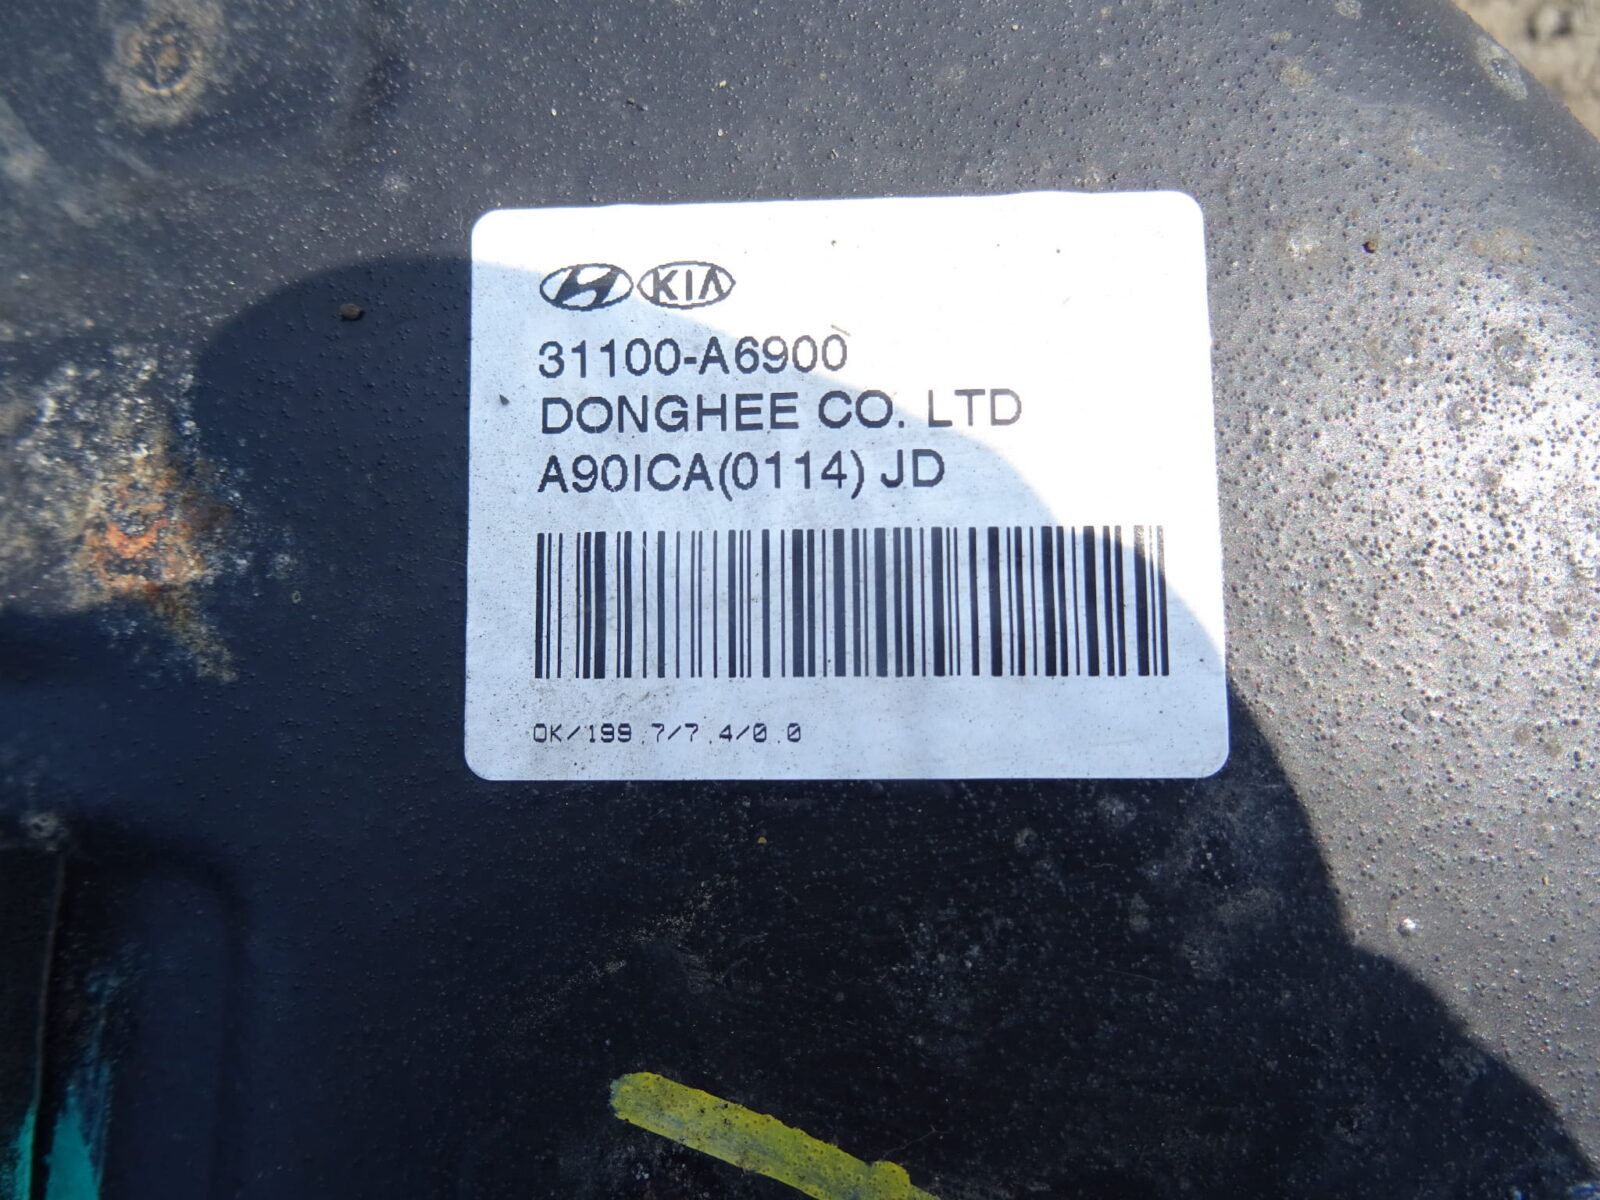 KIA
31100-A6900
DONGHEE CO. LTD
A90ICA(0114) JD
OK/199.7/7.4/0.0